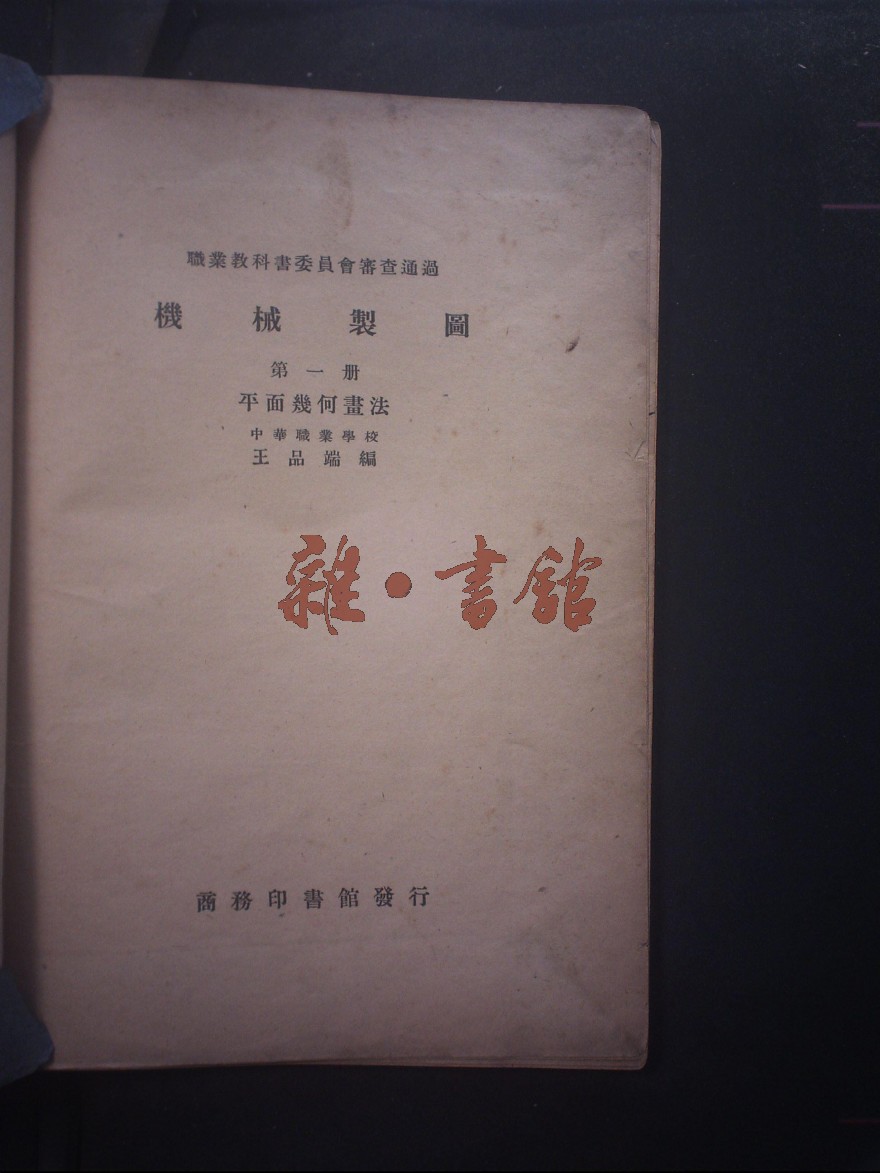 職業教科書委員會審查通過
機械製圖
第一册
平面幾何畫法
中華職業學校
王品端編
雜·書館
商務印書館發行